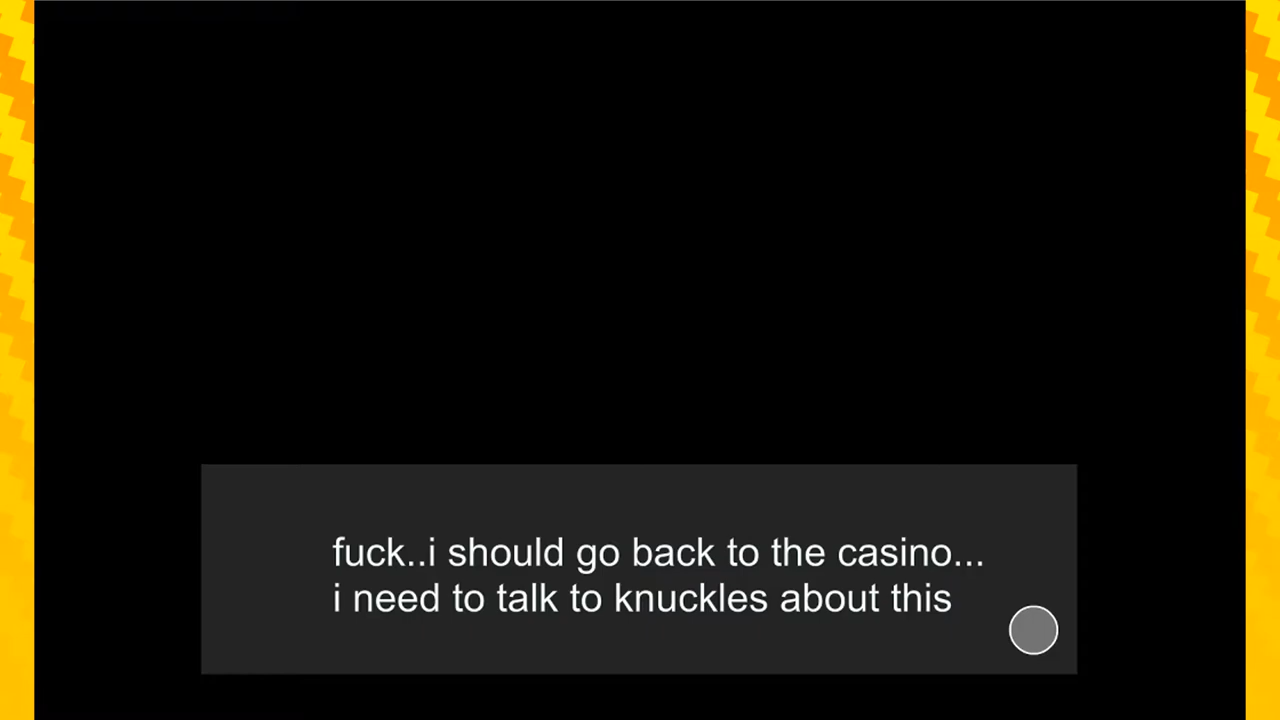 fuck..i should go back to the casino...
i need to talk to knuckles about this